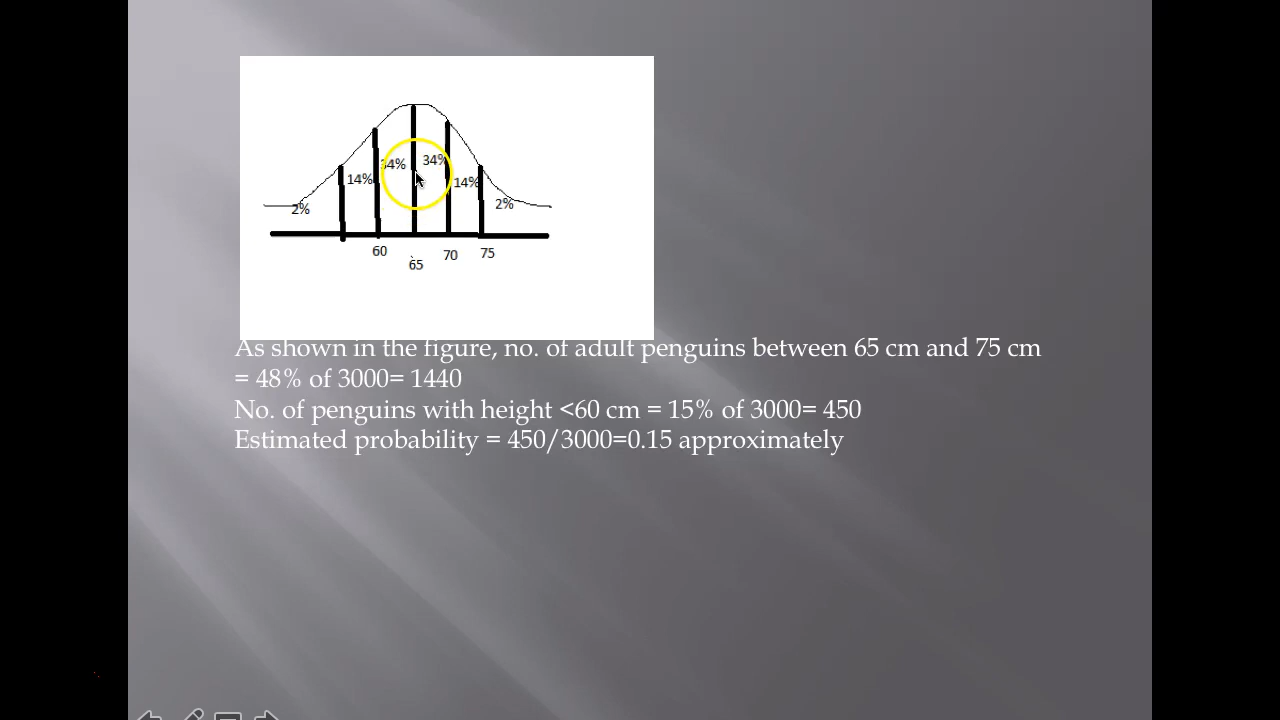 34%
34%
14%
14%
2%
2%
60
65
70
75
As shown in the figure, no. of adult penguins between 65 cm and 75 cm
= 48% of 3000= 1440
No. of penguins with height <60 cm = 15% of 3000= 450
Estimated probability = 450/3000=0.15 approximately